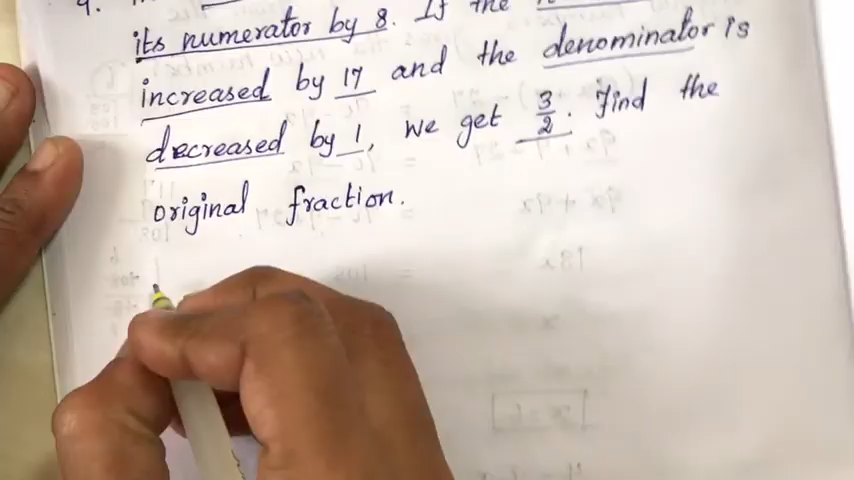 9.
its numerator by 8. If the
increased by 17 and the denominator is
decreased by 1, we get 3/2. Find the
original fraction.